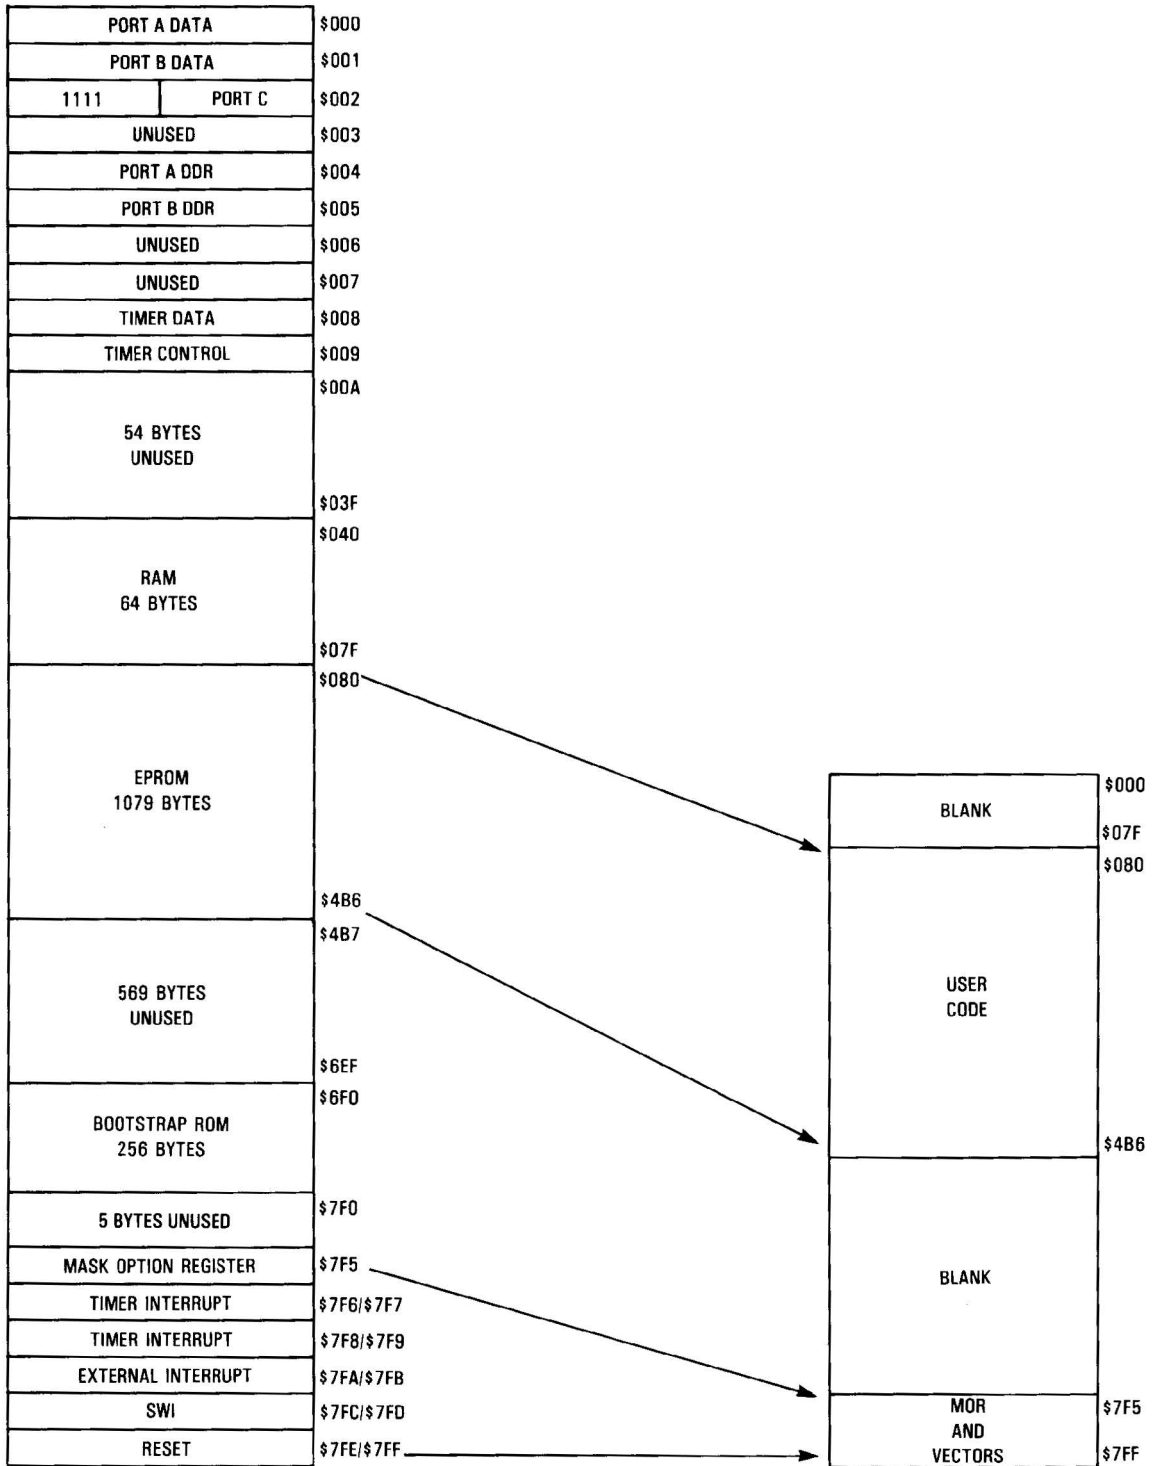 PORT A DATA $000
PORT B DATA $001
1111 PORT C $002
UNUSED $003
PORT A DDR $004
PORT B DDR $005
UNUSED $006
UNUSED $007
TIMER DATA $008
TIMER CONTROL $009
$00A
54 BYTES
UNUSED
$03F
$040
RAM
64 BYTES
$07F
$080
EPROM
1079 BYTES
$4B6
$4B7
569 BYTES
UNUSED
$6EF
$6F0
BOOTSTRAP ROM
256 BYTES
5 BYTES UNUSED $7F0
MASK OPTION REGISTER $7F5
TIMER INTERRUPT $7F6/$7F7
TIMER INTERRUPT $7F8/$7F9
EXTERNAL INTERRUPT $7FA/$7FB
SWI $7FC/$7FD
RESET $7FE/$7FF
$000
BLANK
$07F
$080
USER
CODE
$4B6
BLANK
MOR $7F5
AND
VECTORS $7FF